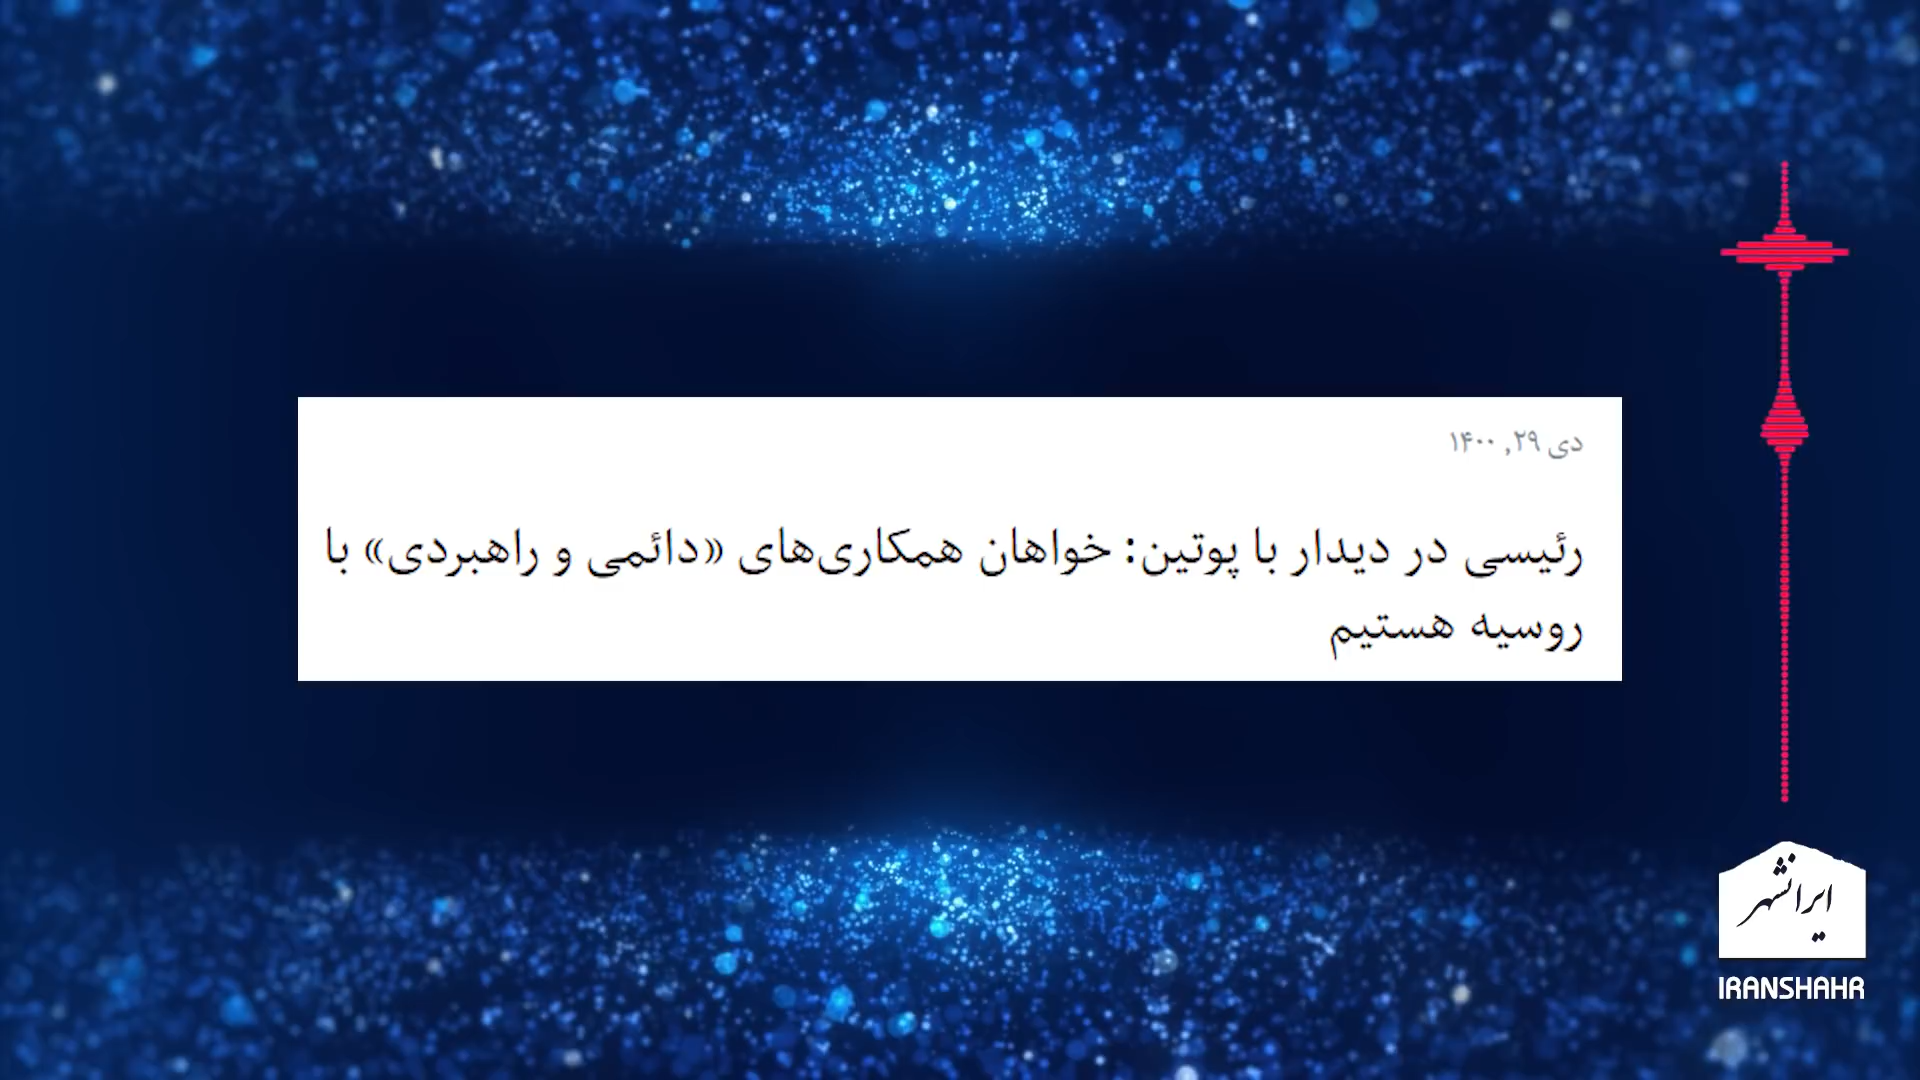 دی ۲۹, ۱۴۰۰
رئیسی در دیدار با پوتین: خواهان همکاری‌های «دائمی و راهبردی» با
روسیه هستیم
ایرانشهر
IRANSHAHR